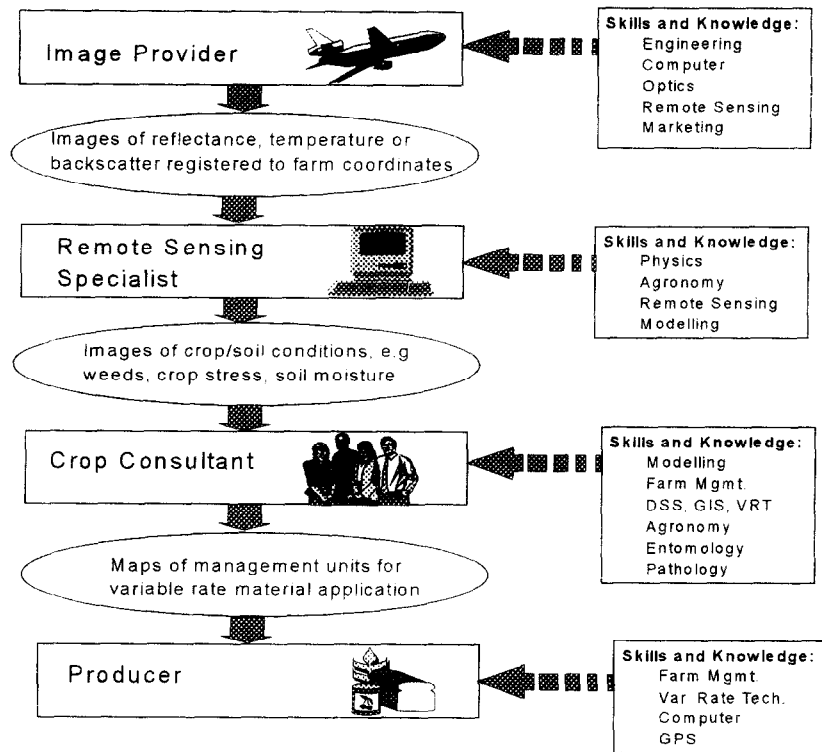 Image Provider
Skills and Knowledge:
Engineering
Computer
Optics
Remote Sensing
Marketing
Images of reflectance, temperature or
backscatter registered to farm coordinates
Remote Sensing
Specialist
Skills and Knowledge:
Physics
Agronomy
Remote Sensing
Modelling
Images of crop/soil conditions, e.g
weeds, crop stress, soil moisture
Crop Consultant
Skills and Knowledge:
Modelling
Farm Mgmt.
DSS, GIS, VRT
Agronomy
Entomology
Pathology
Maps of management units for
variable rate material application
Producer
Skills and Knowledge:
Farm Mgmt.
Var Rate Tech.
Computer
GPS